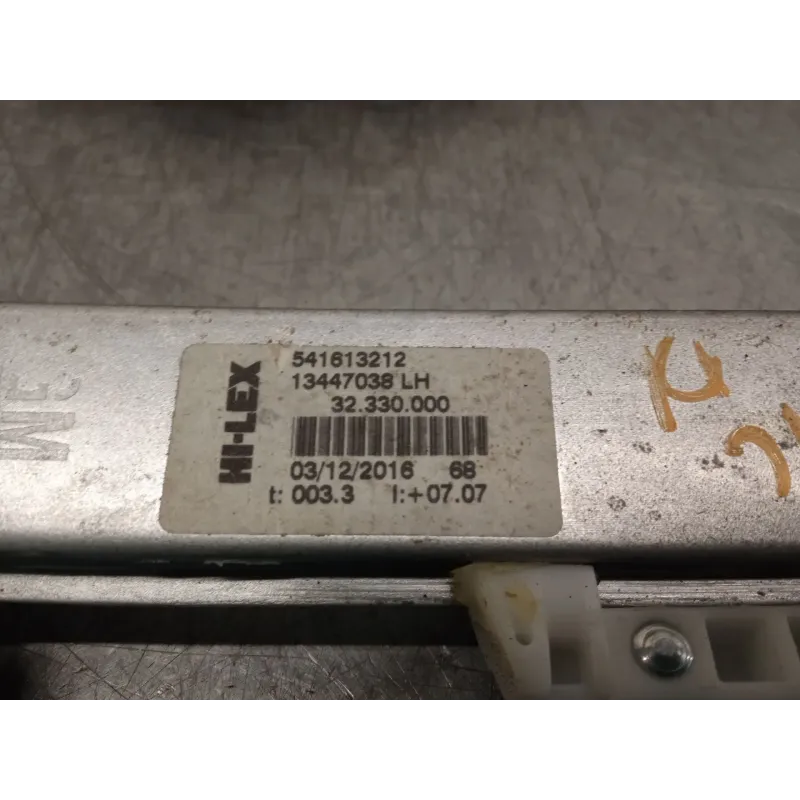 HI-LEX
541613212
13447038 LH
32.330.000
03/12/2016 68
t: 003.3 I:+07.07